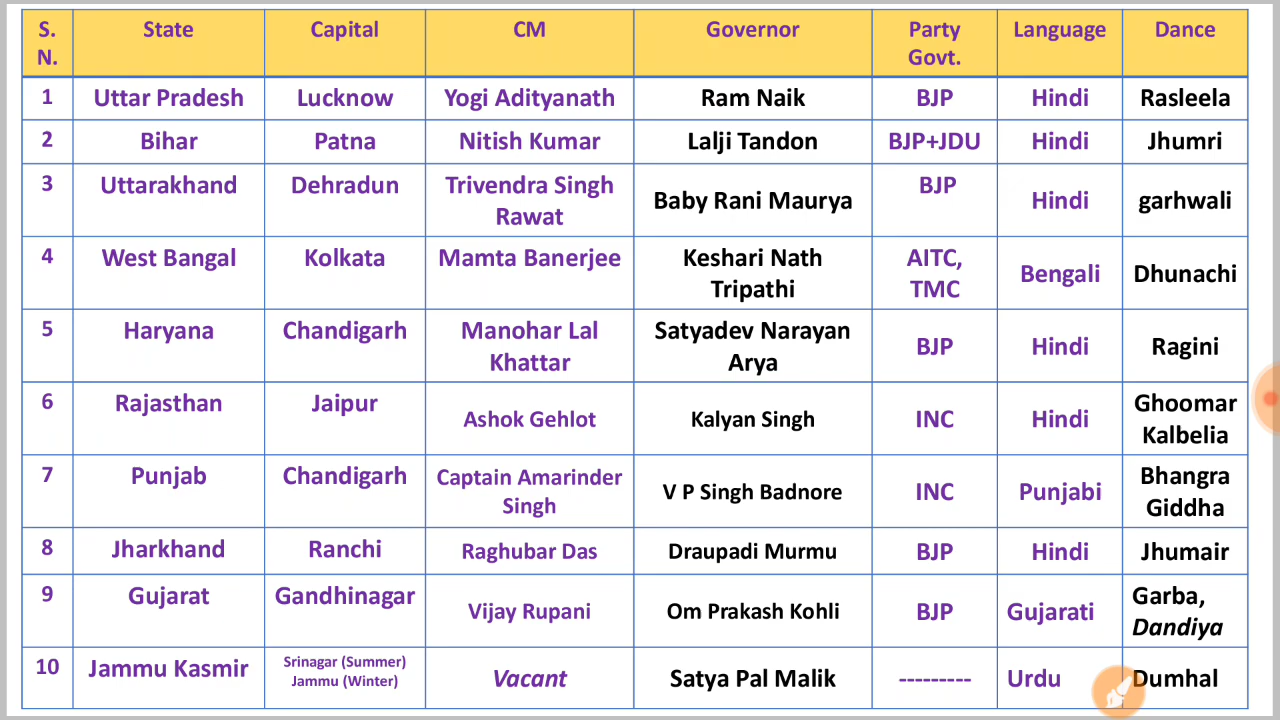 S. N. State Capital CM Governor Party Govt. Language Dance
1 Uttar Pradesh Lucknow Yogi Adityanath Ram Naik BJP Hindi Rasleela
2 Bihar Patna Nitish Kumar Lalji Tandon BJP+JDU Hindi Jhumri
3 Uttarakhand Dehradun Trivendra Singh Rawat Baby Rani Maurya BJP Hindi garhwali
4 West Bangal Kolkata Mamta Banerjee Keshari Nath Tripathi AITC, TMC Bengali Dhunachi
5 Haryana Chandigarh Manohar Lal Khattar Satyadev Narayan Arya BJP Hindi Ragini
6 Rajasthan Jaipur Ashok Gehlot Kalyan Singh INC Hindi Ghoomar Kalbelia
7 Punjab Chandigarh Captain Amarinder Singh V P Singh Badnore INC Punjabi Bhangra Giddha
8 Jharkhand Ranchi Raghubar Das Draupadi Murmu BJP Hindi Jhumair
9 Gujarat Gandhinagar Vijay Rupani Om Prakash Kohli BJP Gujarati Garba, Dandiya
10 Jammu Kasmir Srinagar (Summer) Jammu (Winter) Vacant Satya Pal Malik --------- Urdu Dumhal